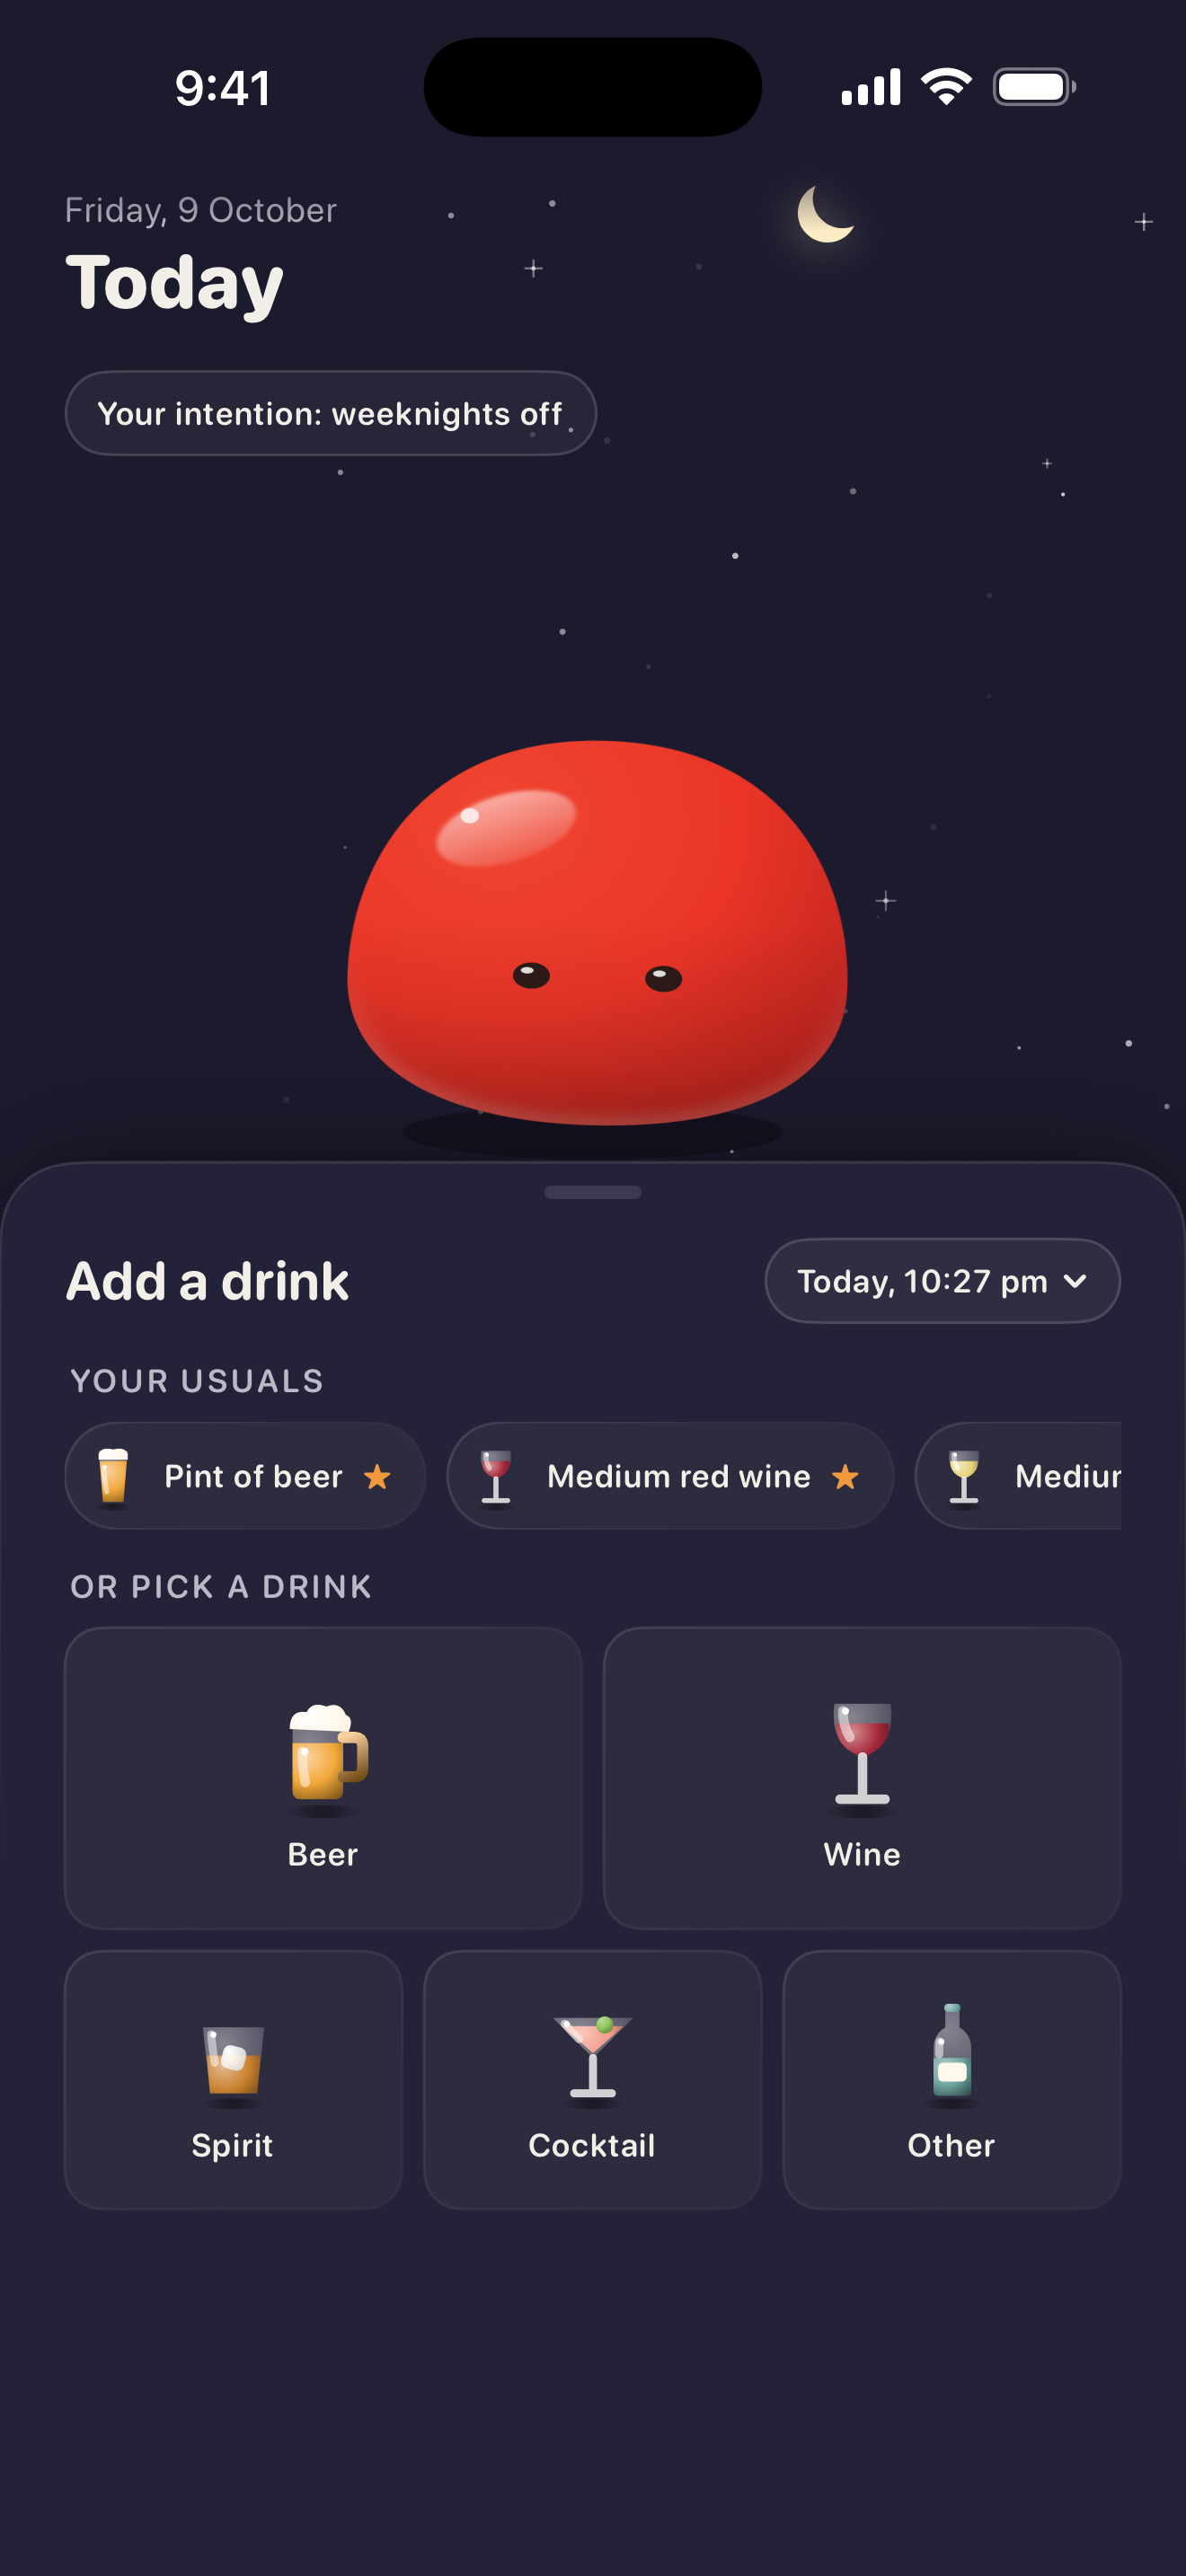 9:41
Friday, 9 October
Today
Your intention: weeknights off
Add a drink
Today, 10:27 pm
YOUR USUALS
Pint of beer
Medium red wine
OR PICK A DRINK
Beer
Wine
Spirit
Cocktail
Other